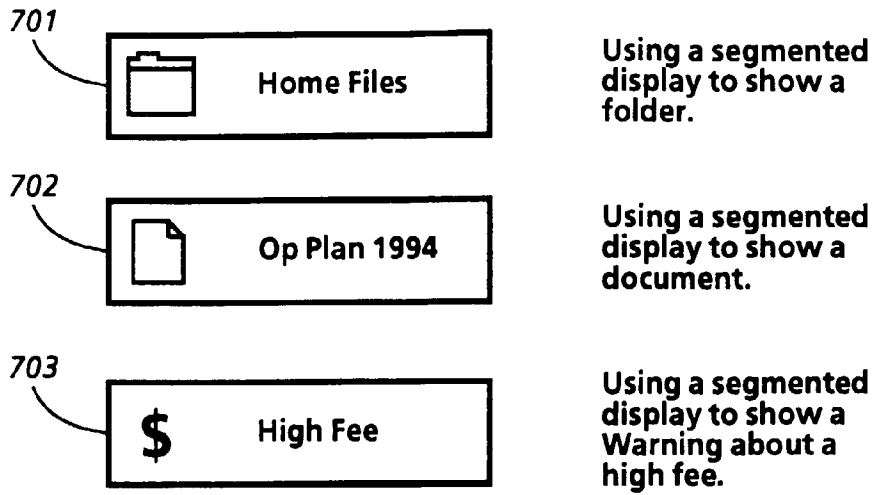 701
Home Files
Using a segmented
display to show a
folder.
702
Op Plan 1994
Using a segmented
display to show a
document.
703
$ High Fee
Using a segmented
display to show a
Warning about a
high fee.